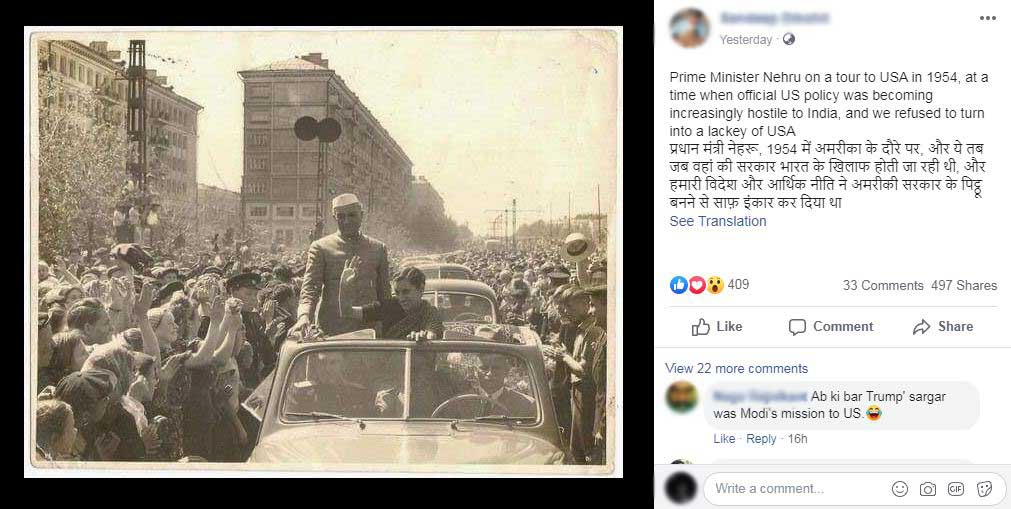 Yesterday ·
Prime Minister Nehru on a tour to USA in 1954, at a
time when official US policy was becoming
increasingly hostile to India, and we refused to turn
into a lackey of USA
प्रधान मंत्री नेहरू, 1954 में अमरीका के दौरे पर, और ये तब
जब वहां की सरकार भारत के खिलाफ होती जा रही थी, और
हमारी विदेश और आर्थिक नीति ने अमरीकी सरकार के पिट्ठू
बनने से साफ़ इंकार कर दिया था
See Translation
409 33 Comments 497 Shares
Like Comment Share
View 22 more comments
Ab ki bar Trump' sargar
was Modi's mission to US.
Like · Reply · 16h
Write a comment... GIF